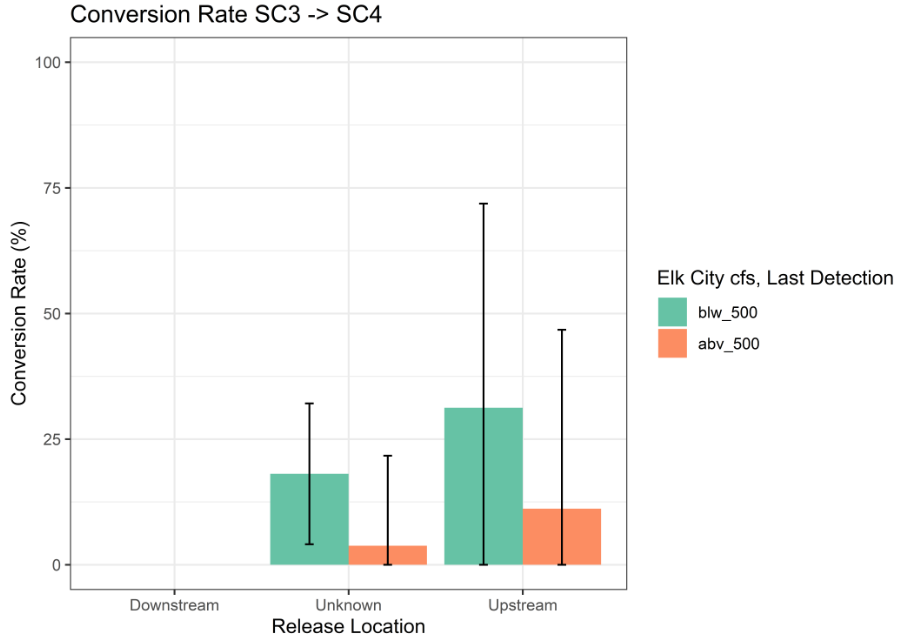 Conversion Rate SC3 -> SC4
Conversion Rate (%)
100
75
50
25
0
Downstream
Unknown
Upstream
Release Location
Elk City cfs, Last Detection
blw_500
abv_500